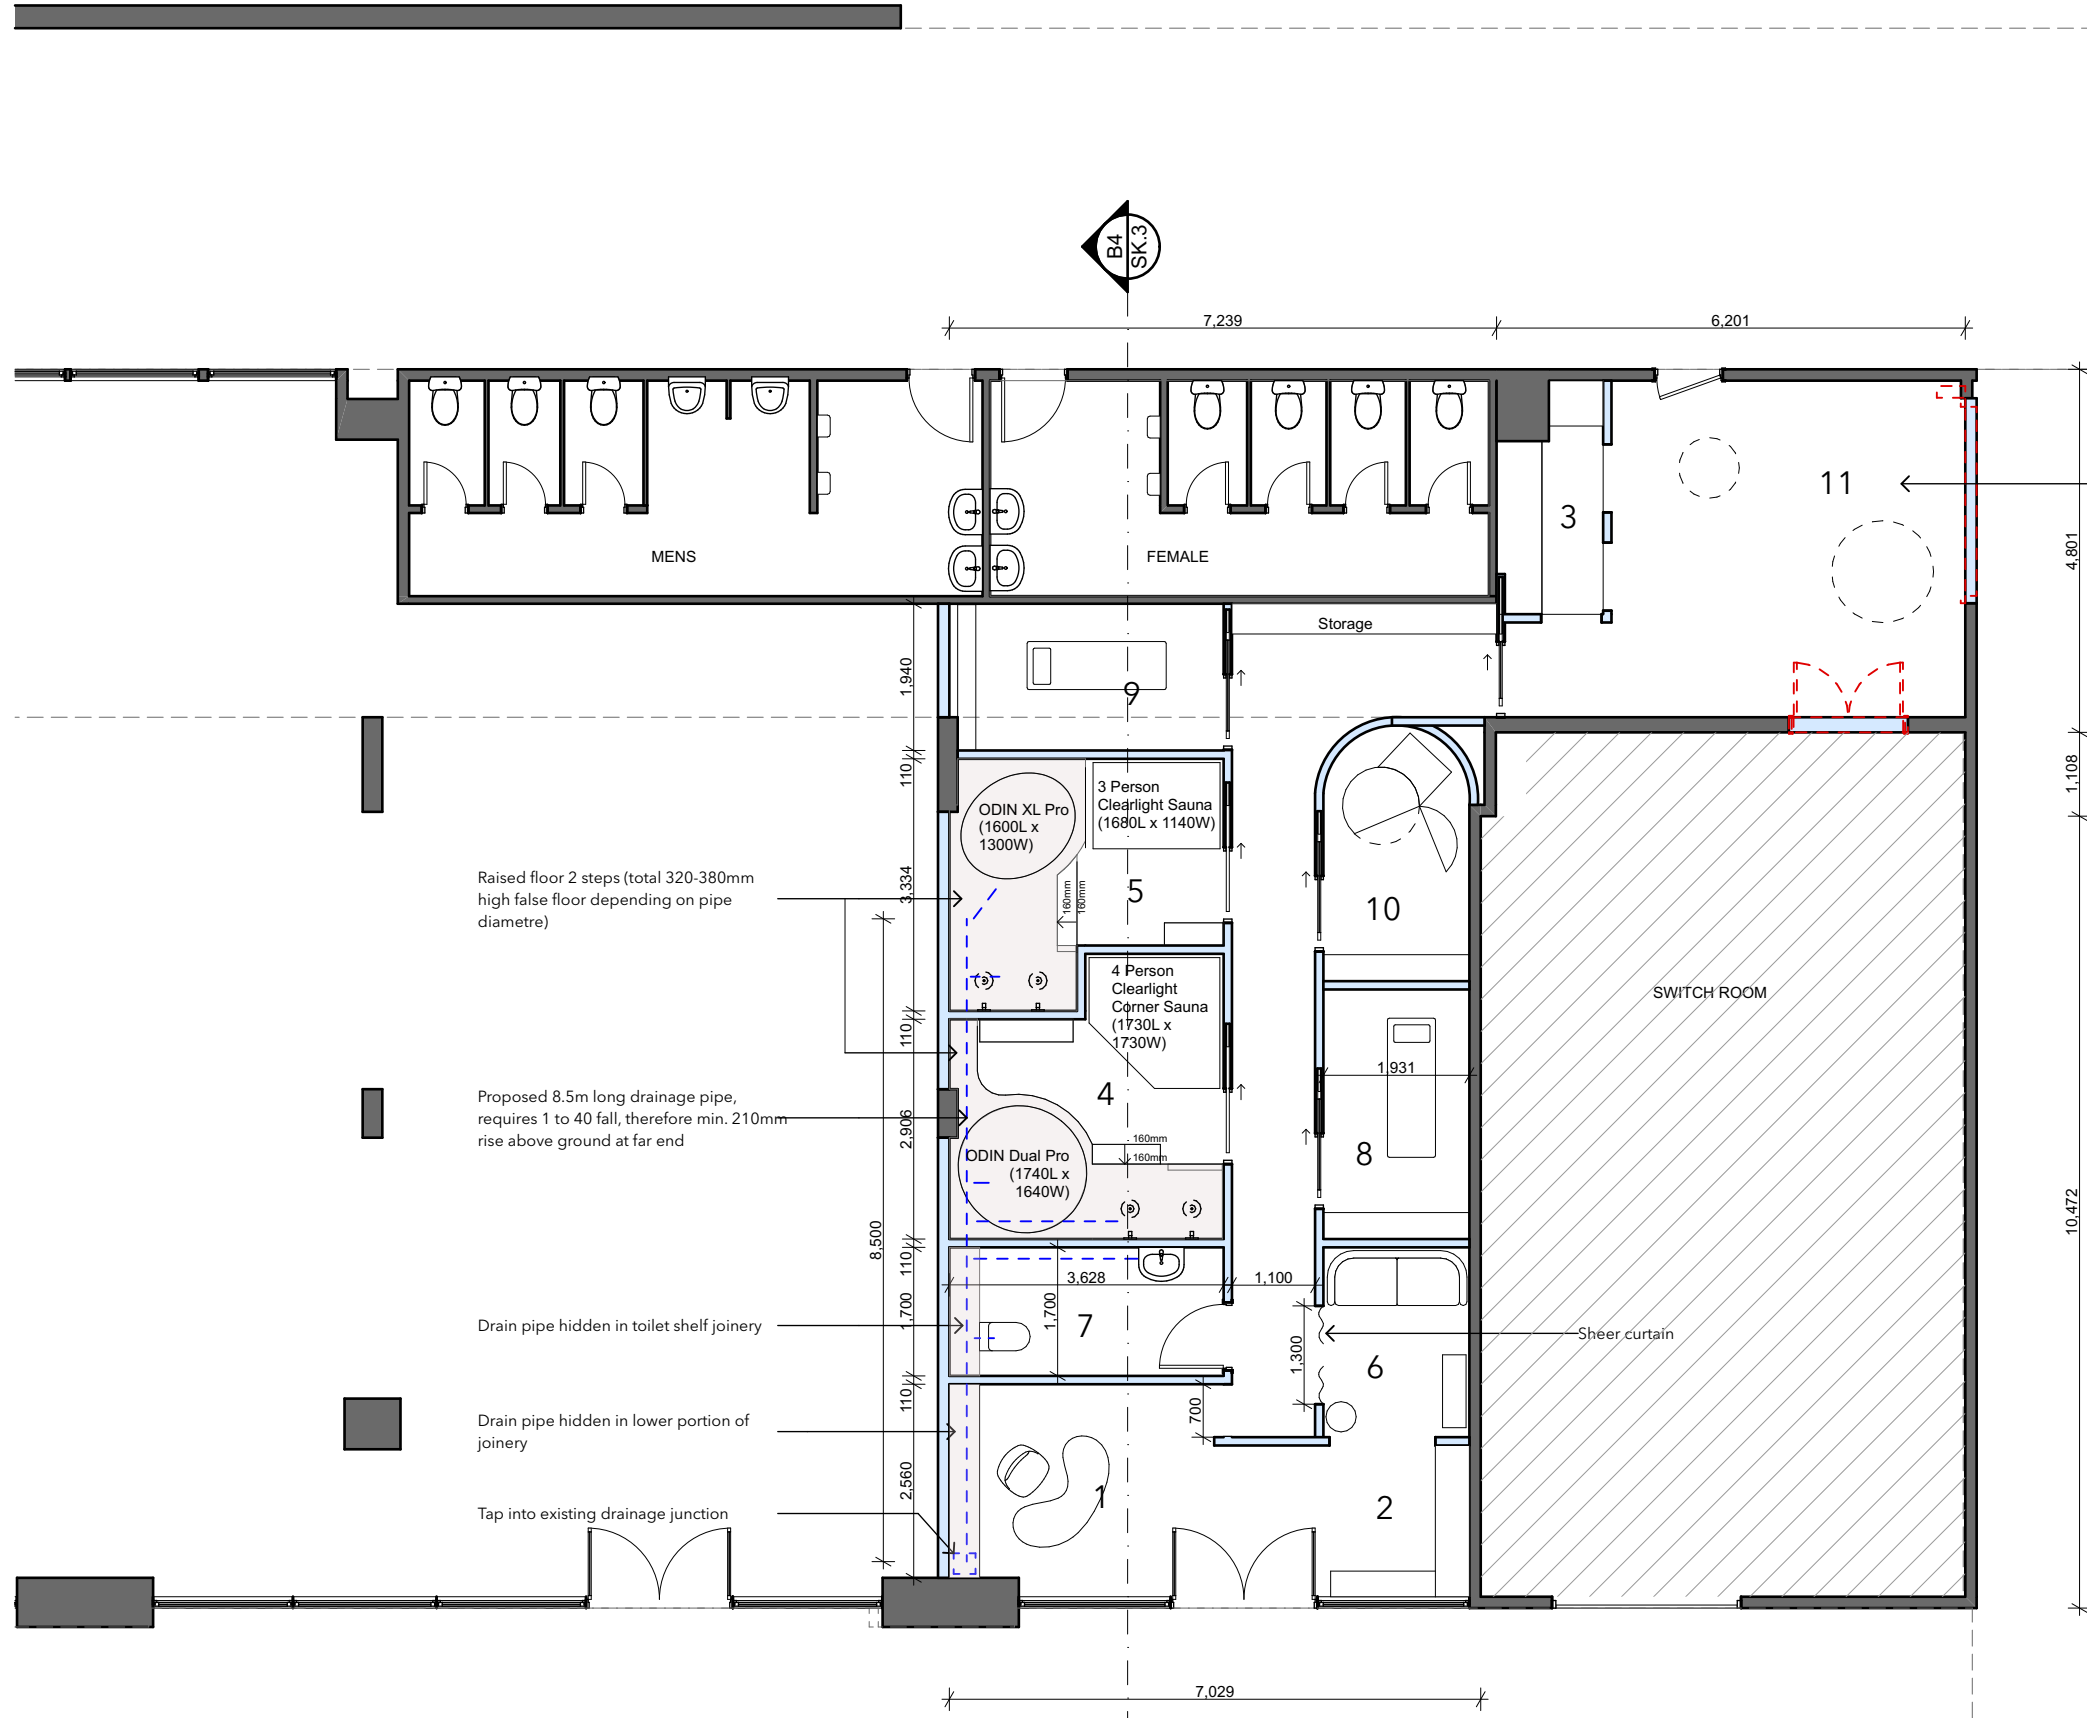 B4
SK.3
7,239
6,201
MENS
FEMALE
3
11
4,801
Storage
1,940
9
110
1,108
3 Person
Clearlight Sauna
(1680L x 1140W)
ODIN XL Pro
(1600L x
1300W)
Raised floor 2 steps (total 320-380mm
high false floor depending on pipe
diametre)
3,334
160mm
160mm
5
10
4 Person
Clearlight
Corner Sauna
(1730L x
1730W)
SWITCH ROOM
110
1,931
4
Proposed 8.5m long drainage pipe,
requires 1 to 40 fall, therefore min. 210mm
rise above ground at far end
2,906
160mm
160mm
8
ODIN Dual Pro
(1740L x
1640W)
10,472
8,500
110
3,628
1,100
1,700
1,700
7
Drain pipe hidden in toilet shelf joinery
Sheer curtain
1,300
6
110
700
Drain pipe hidden in lower portion of
joinery
2,560
1
2
Tap into existing drainage junction
7,029